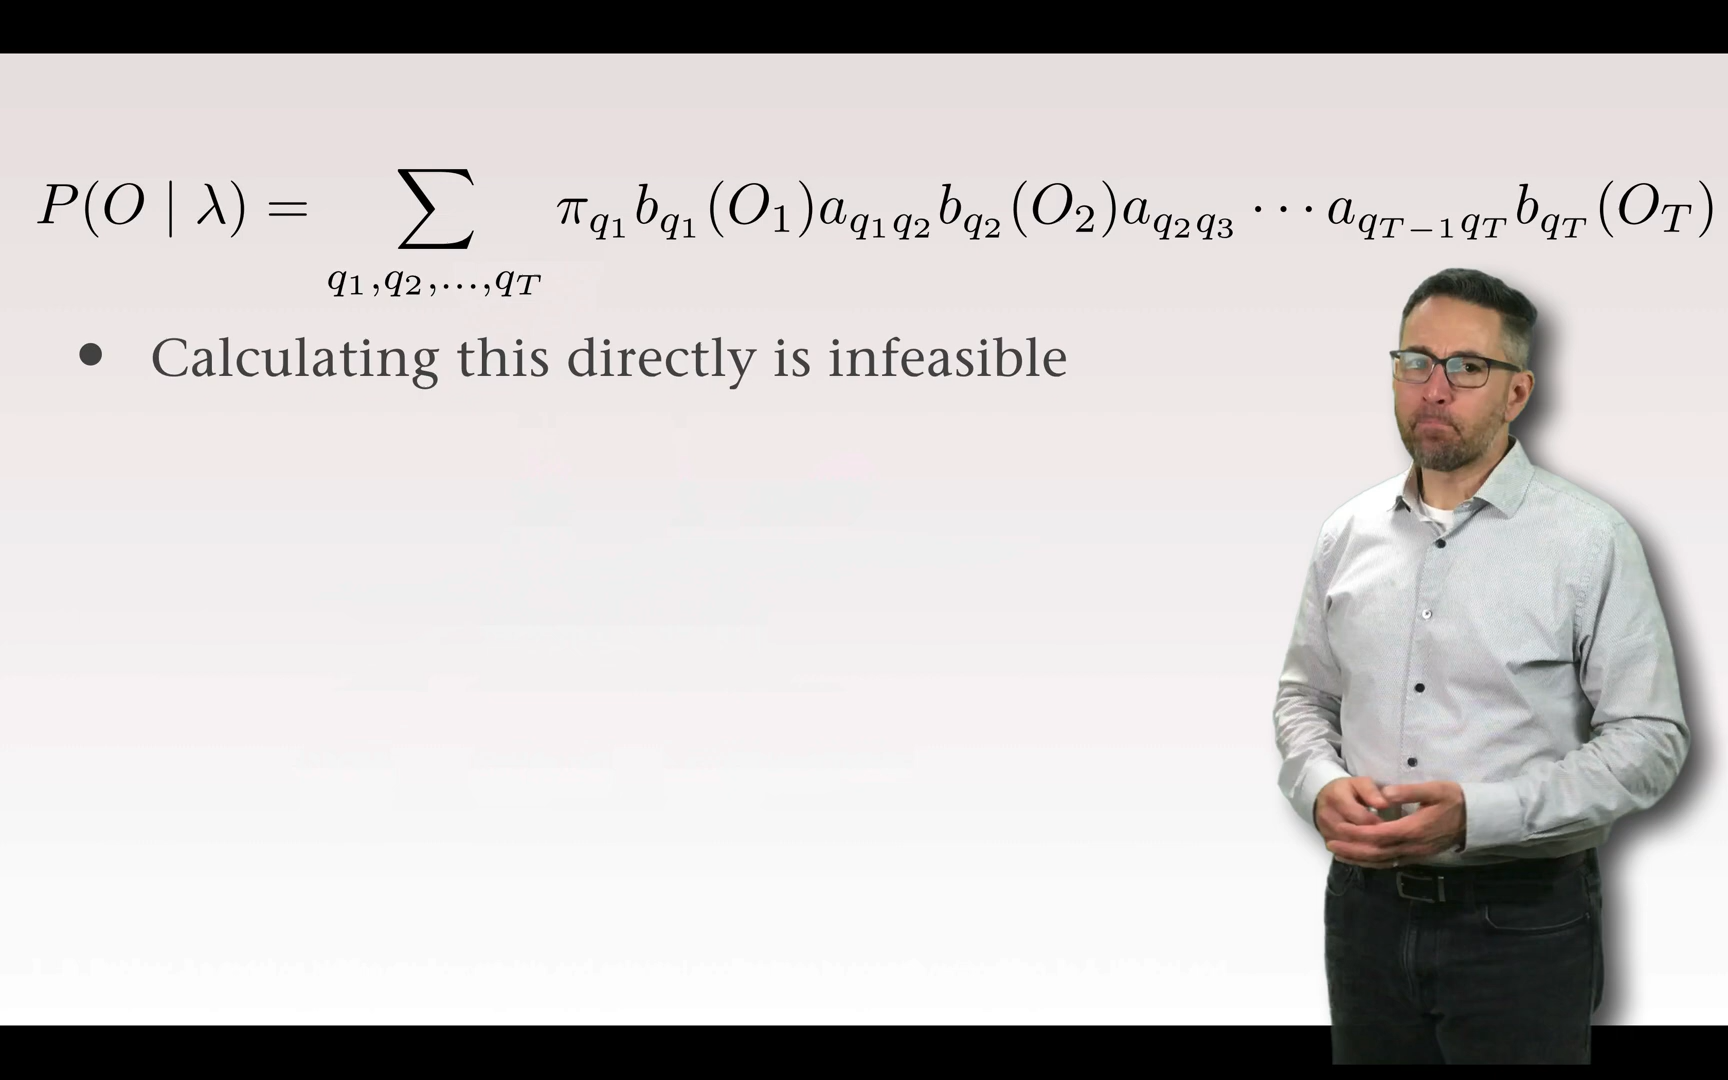 P(O | λ) = ∑ π_{q_1} b_{q_1}(O_1) a_{q_1 q_2} b_{q_2}(O_2) a_{q_2 q_3} ⋯ a_{q_{T−1} q_T} b_{q_T}(O_T)
q_1, q_2, …, q_T
• Calculating this directly is infeasible